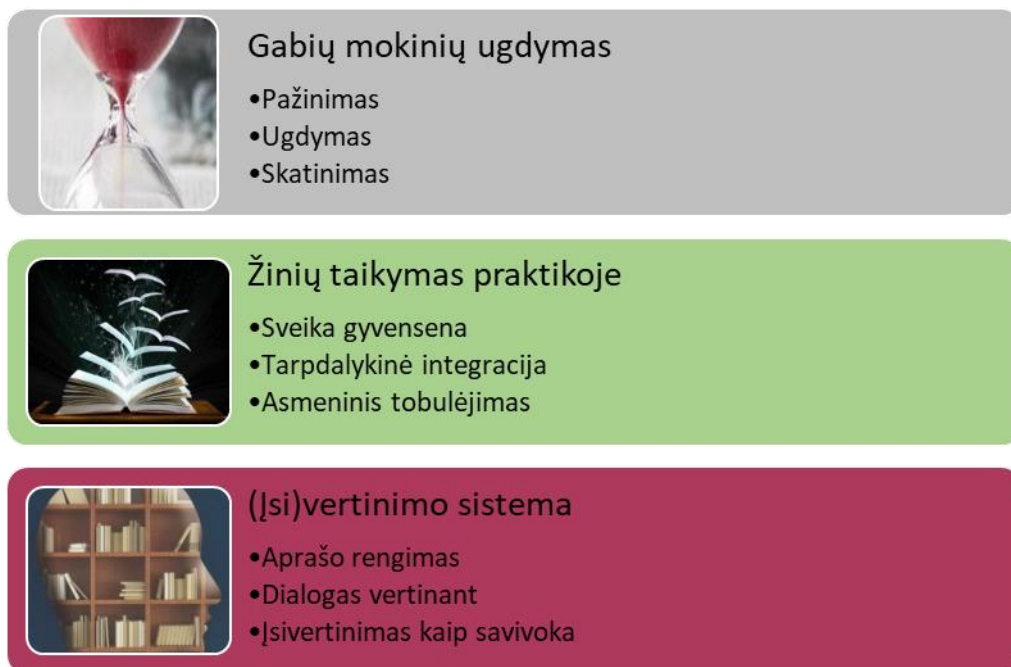 Gabių mokinių ugdymas
•Pažinimas
•Ugdymas
•Skatinimas
Žinių taikymas praktikoje
•Sveika gyvensena
•Tarpdalykinė integracija
•Asmeninis tobulėjimas
(Įsi)vertinimo sistema
•Aprašo rengimas
•Dialogas vertinant
•Įsivertinimas kaip savivoka